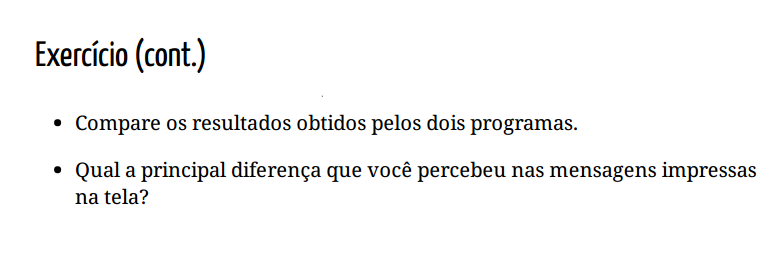 Exercício (cont.)
• Compare os resultados obtidos pelos dois programas.
• Qual a principal diferença que você percebeu nas mensagens impressas
na tela?